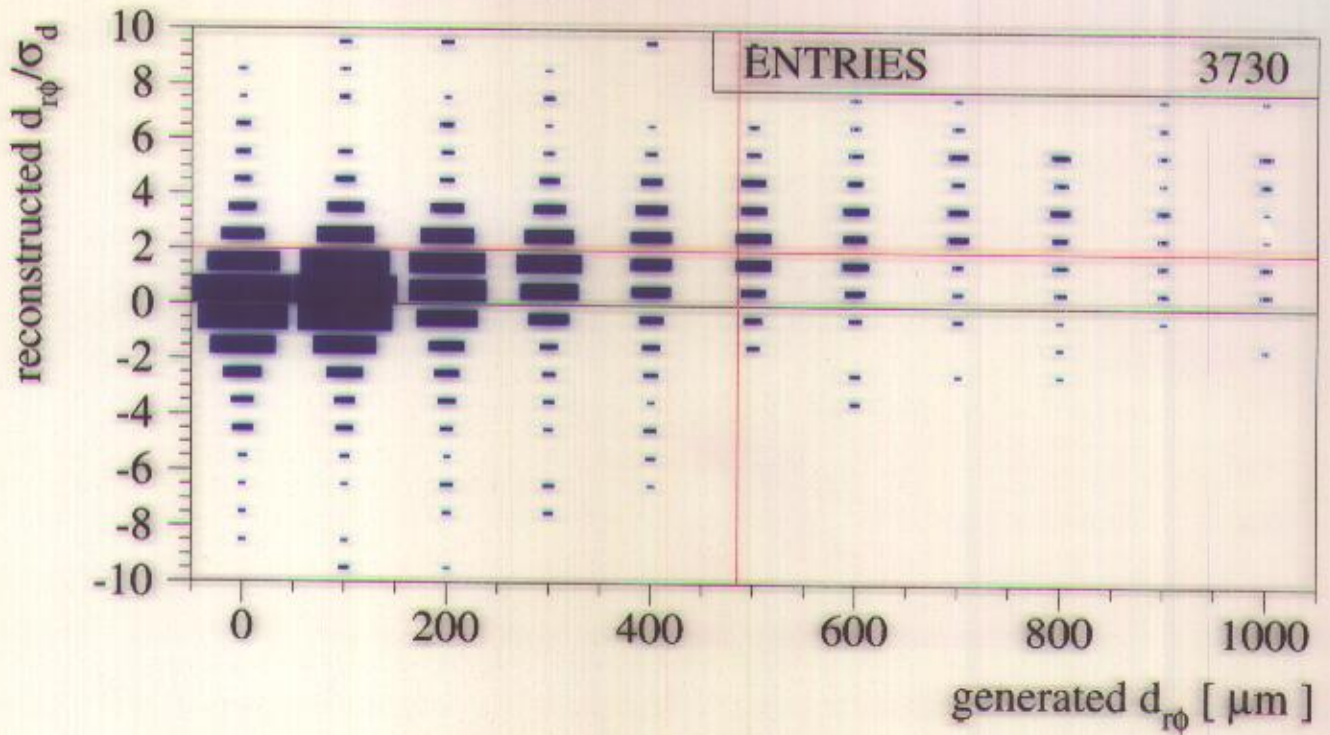 reconstructed d_rϕ/σ_d
10
8
6
4
2
0
-2
-4
-6
-8
-10
ENTRIES 3730
0 200 400 600 800 1000
generated d_rϕ [ μm ]